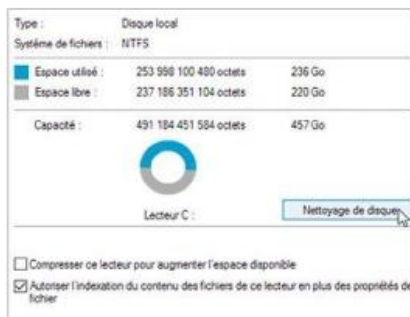 Type : Disque local
Système de fichiers : NTFS
Espace utilisé : 253 998 100 480 octets 236 Go
Espace libre : 237 186 351 104 octets 220 Go
Capacité : 491 184 451 584 octets 457 Go
Lecteur C : Nettoyage de disque
Compresser ce lecteur pour augmenter l'espace disponible
Autoriser l'indexation du contenu des fichiers de ce lecteur en plus des propriétés de
fichier